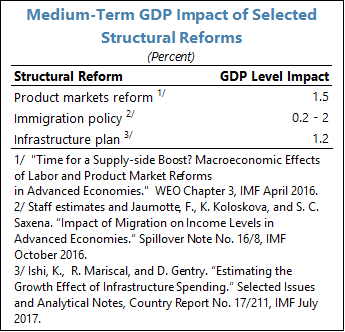 Medium-Term GDP Impact of Selected
Structural Reforms
(Percent)
Structural Reform GDP Level Impact
Product markets reform 1/ 1.5
Immigration policy 2/ 0.2 - 2
Infrastructure plan 3/ 1.2
1/ "Time for a Supply-side Boost? Macroeconomic Effects
of Labor and Product Market Reforms
in Advanced Economies." WEO Chapter 3, IMF April 2016.
2/ Staff estimates and Jaumotte, F., K. Koloskova, and S. C.
Saxena. "Impact of Migration on Income Levels in
Advanced Economies." Spillover Note No. 16/8, IMF
October 2016.
3/ Ishi, K., R. Mariscal, and D. Gentry. "Estimating the
Growth Effect of Infrastructure Spending." Selected Issues
and Analytical Notes, Country Report No. 17/211, IMF July
2017.